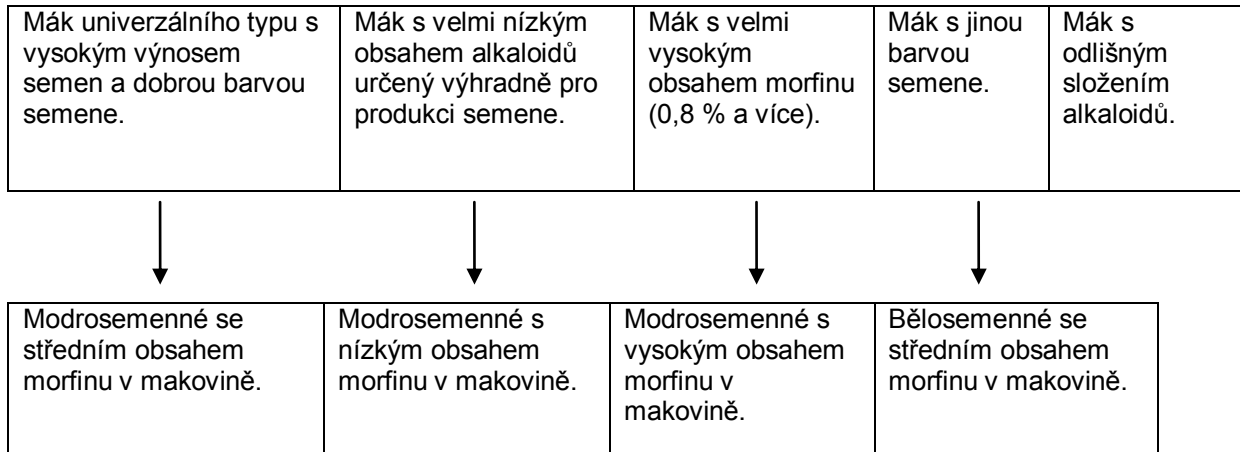 Mák univerzálního typu s
vysokým výnosem
semen a dobrou barvou
semene.
Mák s velmi nízkým
obsahem alkaloidů
určený výhradně pro
produkci semene.
Mák s velmi
vysokým
obsahem morfinu
(0,8 % a více).
Mák s jinou
barvou
semene.
Mák s
odlišným
složením
alkaloidů.
Modrosemenné se
středním obsahem
morfinu v makovině.
Modrosemenné s
nízkým obsahem
morfinu v makovině.
Modrosemenné s
vysokým obsahem
morfinu v
makovině.
Bělosemenné se
středním obsahem
morfinu v makovině.